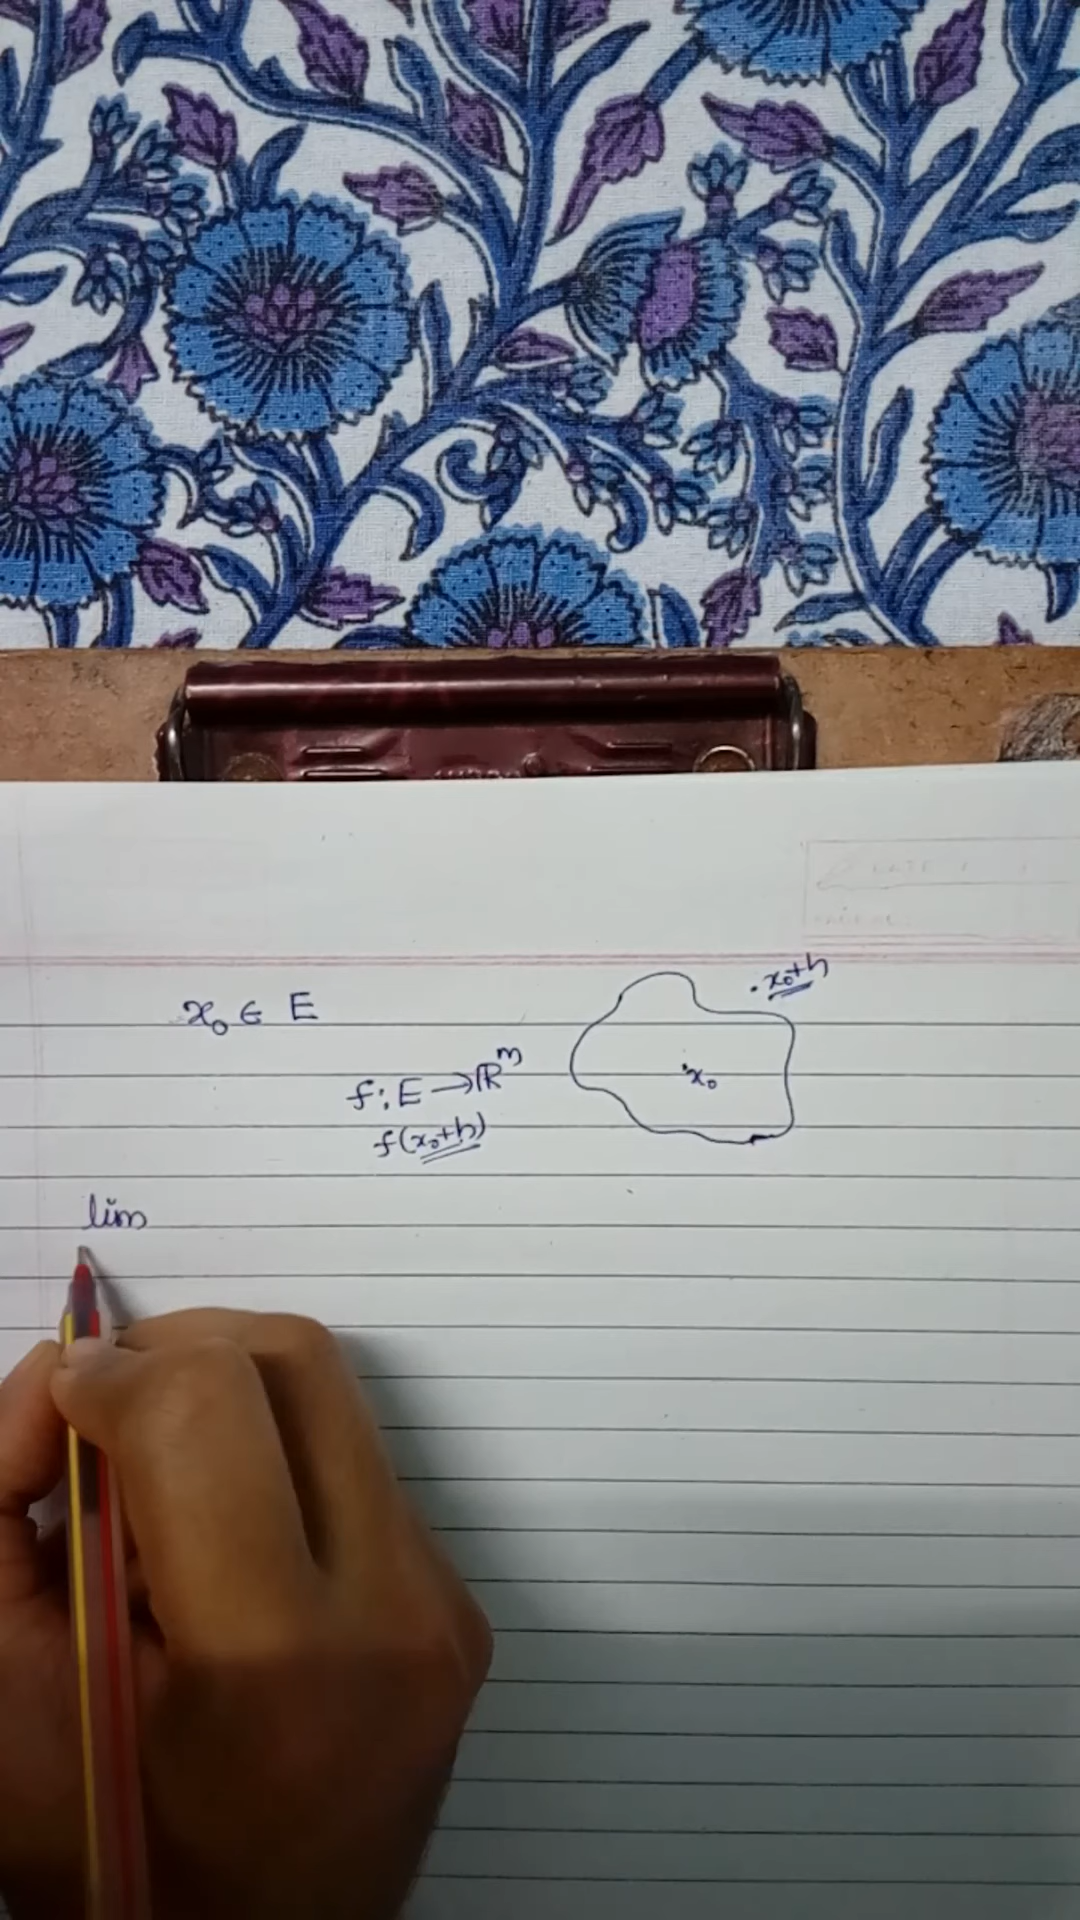 x₀ ∈ E
. x₀+h
f: E → ℝᵐ
x₀
f(x₀+h)
lim